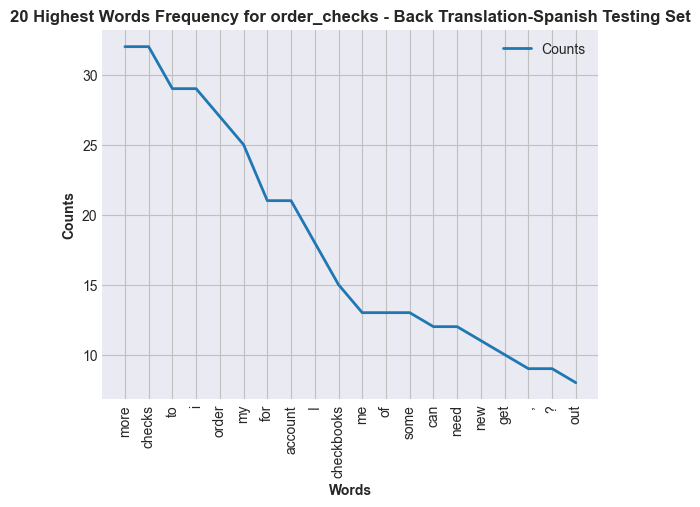 20 Highest Words Frequency for order_checks - Back Translation-Spanish Testing Set
Counts
Counts
30
25
20
15
10
more
checks
to
i
order
my
for
account
I
checkbooks
me
of
some
can
need
new
get
,
?
out
Words